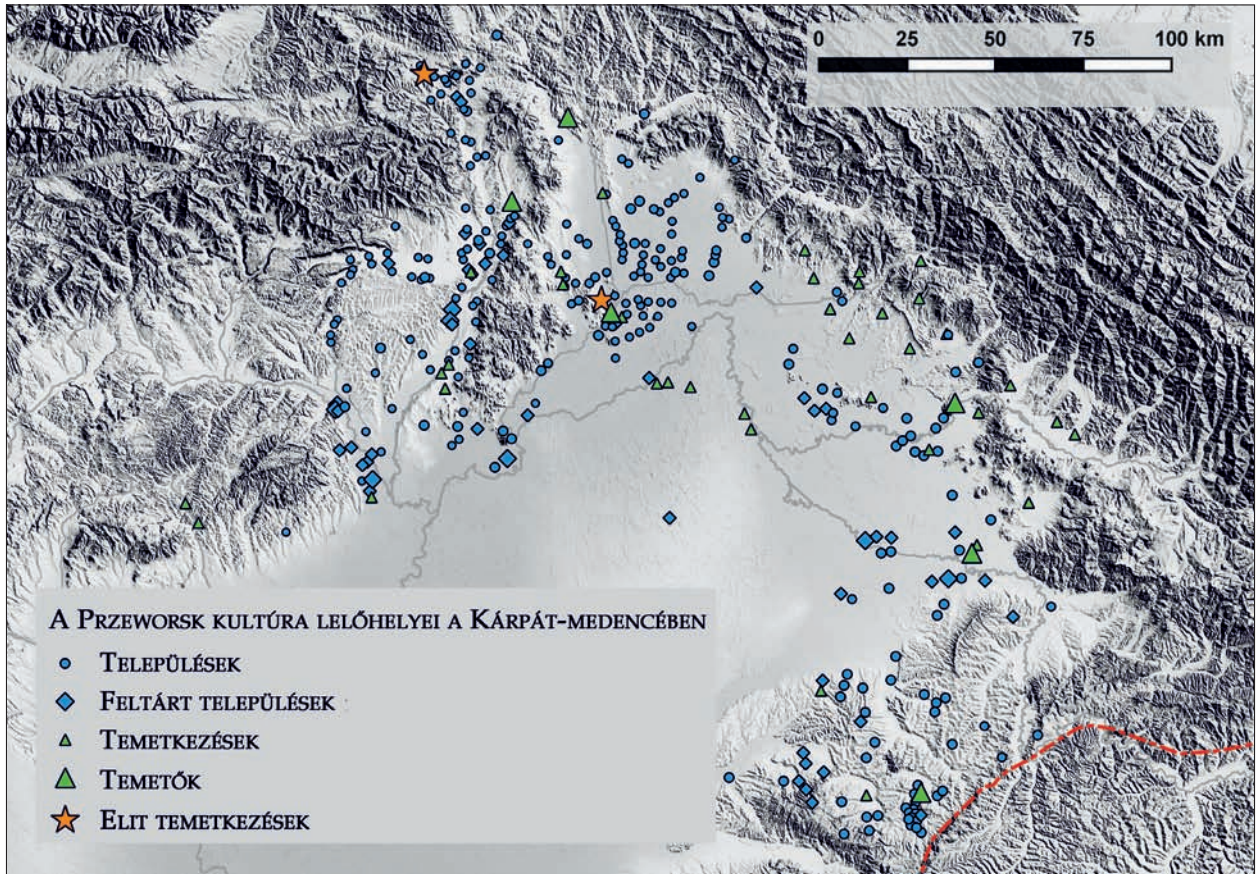 0 25 50 75 100 km
A Przeworsk kultúra lelőhelyei a Kárpát-medencében
Települések
Feltárt települések
Temetkezések
Temetők
Elit temetkezések